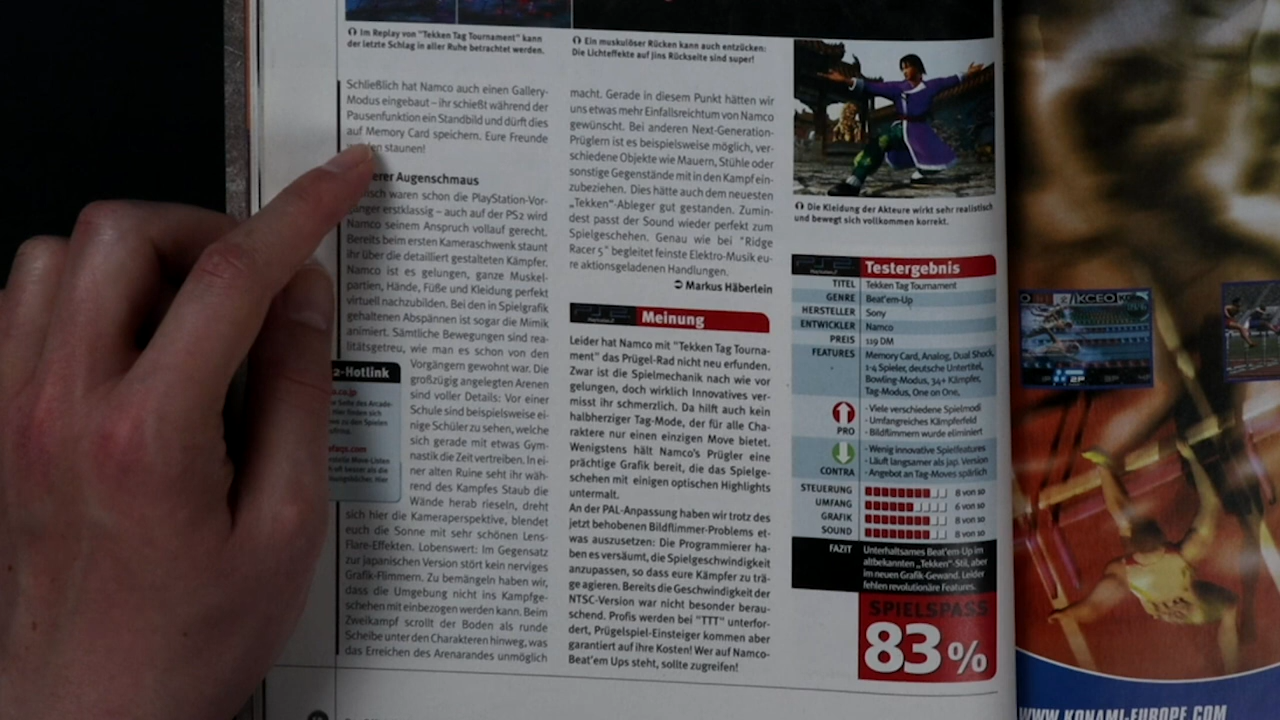 Im Replay von "Tekken Tag Tournament" kann
der letzte Schlag in aller Ruhe betrachtet werden.
Ein muskulöser Rücken kann auch entzücken:
Die Lichteffekte auf Jins Rückseite sind super!
Schließlich hat Namco auch einen Gallery-
Modus eingebaut – ihr schießt während der
Pausenfunktion ein Standbild und dürft dies
auf Memory Card speichern. Eure Freunde
staunen!
erer Augenschmaus
waren schon die PlayStation-Vor-
gänger erstklassig – auch auf der PS2 wird
Namco seinem Anspruch vollauf gerecht.
Bereits beim ersten Kameraschwenk staunt
ihr über die detailliert gestalteten Kämpfer.
Namco ist es gelungen, ganze Muskel-
partien, Hände, Füße und Kleidung perfekt
virtuell nachzubilden. Bei den in Spielgrafik
gehaltenen Abspännen ist sogar die Mimik
animiert. Sämtliche Bewegungen sind rea-
litätsgetreu, wie man es schon von den
Vorgängern gewohnt war. Die
großzügig angelegten Arenen
sind voller Details: Vor einer
Schule sind beispielsweise ei-
nige Schüler zu sehen, welche
sich gerade mit etwas Gym-
nastik die Zeit vertreiben. In ei-
ner alten Ruine seht ihr wäh-
rend des Kampfes Staub die
Wände herab rieseln, dreht
sich hier die Kameraperspektive, blendet
euch die Sonne mit sehr schönen Lens-
Flare-Effekten. Lobenswert: Im Gegensatz
zur japanischen Version stört kein nerviges
Grafik-Flimmern. Zu bemängeln haben wir,
dass die Umgebung nicht ins Kampfge-
schehen mit einbezogen werden kann. Beim
Zweikampf scrollt der Boden als runde
Scheibe unter den Charakteren hinweg, was
das Erreichen des Arenarandes unmöglich
2-Hotlink
macht. Gerade in diesem Punkt hätten wir
uns etwas mehr Einfallsreichtum von Namco
gewünscht. Bei anderen Next-Generation-
Prüglern ist es beispielsweise möglich, ver-
schiedene Objekte wie Mauern, Stühle oder
sonstige Gegenstände mit in den Kampf ein-
zubeziehen. Dies hätte auch dem neuesten
„Tekken"-Ableger gut gestanden. Zumin-
dest passt der Sound wieder perfekt zum
Spielgeschehen. Genau wie bei "Ridge
Racer 5" begleitet feinste Elektro-Musik eu-
re aktionsgeladenen Handlungen.
Markus Häberlein
PS2 Meinung
Leider hat Namco mit "Tekken Tag Tourna-
ment" das Prügel-Rad nicht neu erfunden.
Zwar ist die Spielmechanik nach wie vor
gelungen, doch wirklich Innovatives ver-
misst ihr schmerzlich. Da hilft auch kein
halbherziger Tag-Mode, der für alle Cha-
raktere nur einen einzigen Move bietet.
Wenigstens hält Namco's Prügler eine
prächtige Grafik bereit, die das Spielge-
schehen mit einigen optischen Highlights
untermalt.
An der PAL-Anpassung haben wir trotz des
jetzt behobenen Bildflimmer-Problems et-
was auszusetzen: Die Programmierer ha-
ben es versäumt, die Spielgeschwindigkeit
anzupassen, so dass eure Kämpfer zu trä-
ge agieren. Bereits die Geschwindigkeit der
NTSC-Version war nicht besonder berau-
schend. Profis werden bei "TTT" unterfor-
dert, Prügelspiel-Einsteiger kommen aber
garantiert auf ihre Kosten! Wer auf Namco-
Beat'em Ups steht, sollte zugreifen!
Die Kleidung der Akteure wirkt sehr realistisch
und bewegt sich vollkommen korrekt.
PS2 Testergebnis
TITEL Tekken Tag Tournament
GENRE Beat'em-Up
HERSTELLER Sony
ENTWICKLER Namco
PREIS 119 DM
FEATURES Memory Card, Analog, Dual Shock,
1-4 Spieler, deutsche Untertitel,
Bowling-Modus, 34+ Kämpfer,
Tag-Modus, One on One,
PRO
- Viele verschiedene Spielmodi
- Umfangreiches Kämpferfeld
- Bildflimmern wurde eliminiert
CONTRA
- Wenig innovative Spielfeatures
- Läuft langsamer als jap. Version
- Angebot an Tag-Moves spärlich
STEUERUNG 8 von 10
UMFANG 6 von 10
GRAFIK 8 von 10
SOUND 8 von 10
FAZIT Unterhaltsames Beat'em-Up im
altbekannten „Tekken"-Stil, aber
im neuen Grafik-Gewand. Leider
fehlen revolutionäre Features.
SPIELSPASS
83%
KCEO
2P
WWW.KONAMI-EUROPE.COM